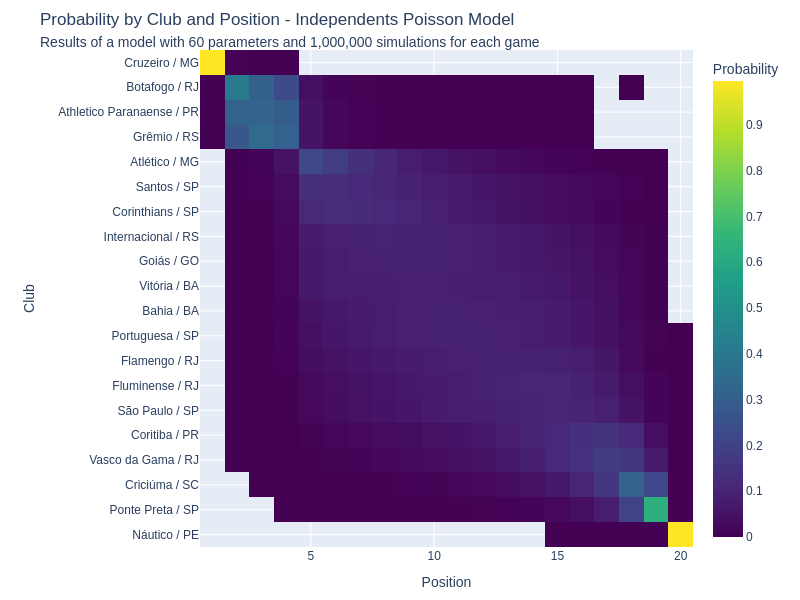 Probability by Club and Position - Independents Poisson Model
Results of a model with 60 parameters and 1,000,000 simulations for each game
Probability
Club
Cruzeiro / MG
Botafogo / RJ
Athletico Paranaense / PR
Grêmio / RS
Atlético / MG
Santos / SP
Corinthians / SP
Internacional / RS
Goiás / GO
Vitória / BA
Bahia / BA
Portuguesa / SP
Flamengo / RJ
Fluminense / RJ
São Paulo / SP
Coritiba / PR
Vasco da Gama / RJ
Criciúma / SC
Ponte Preta / SP
Náutico / PE
0.9
0.8
0.7
0.6
0.5
0.4
0.3
0.2
0.1
0
5 10 15 20
Position